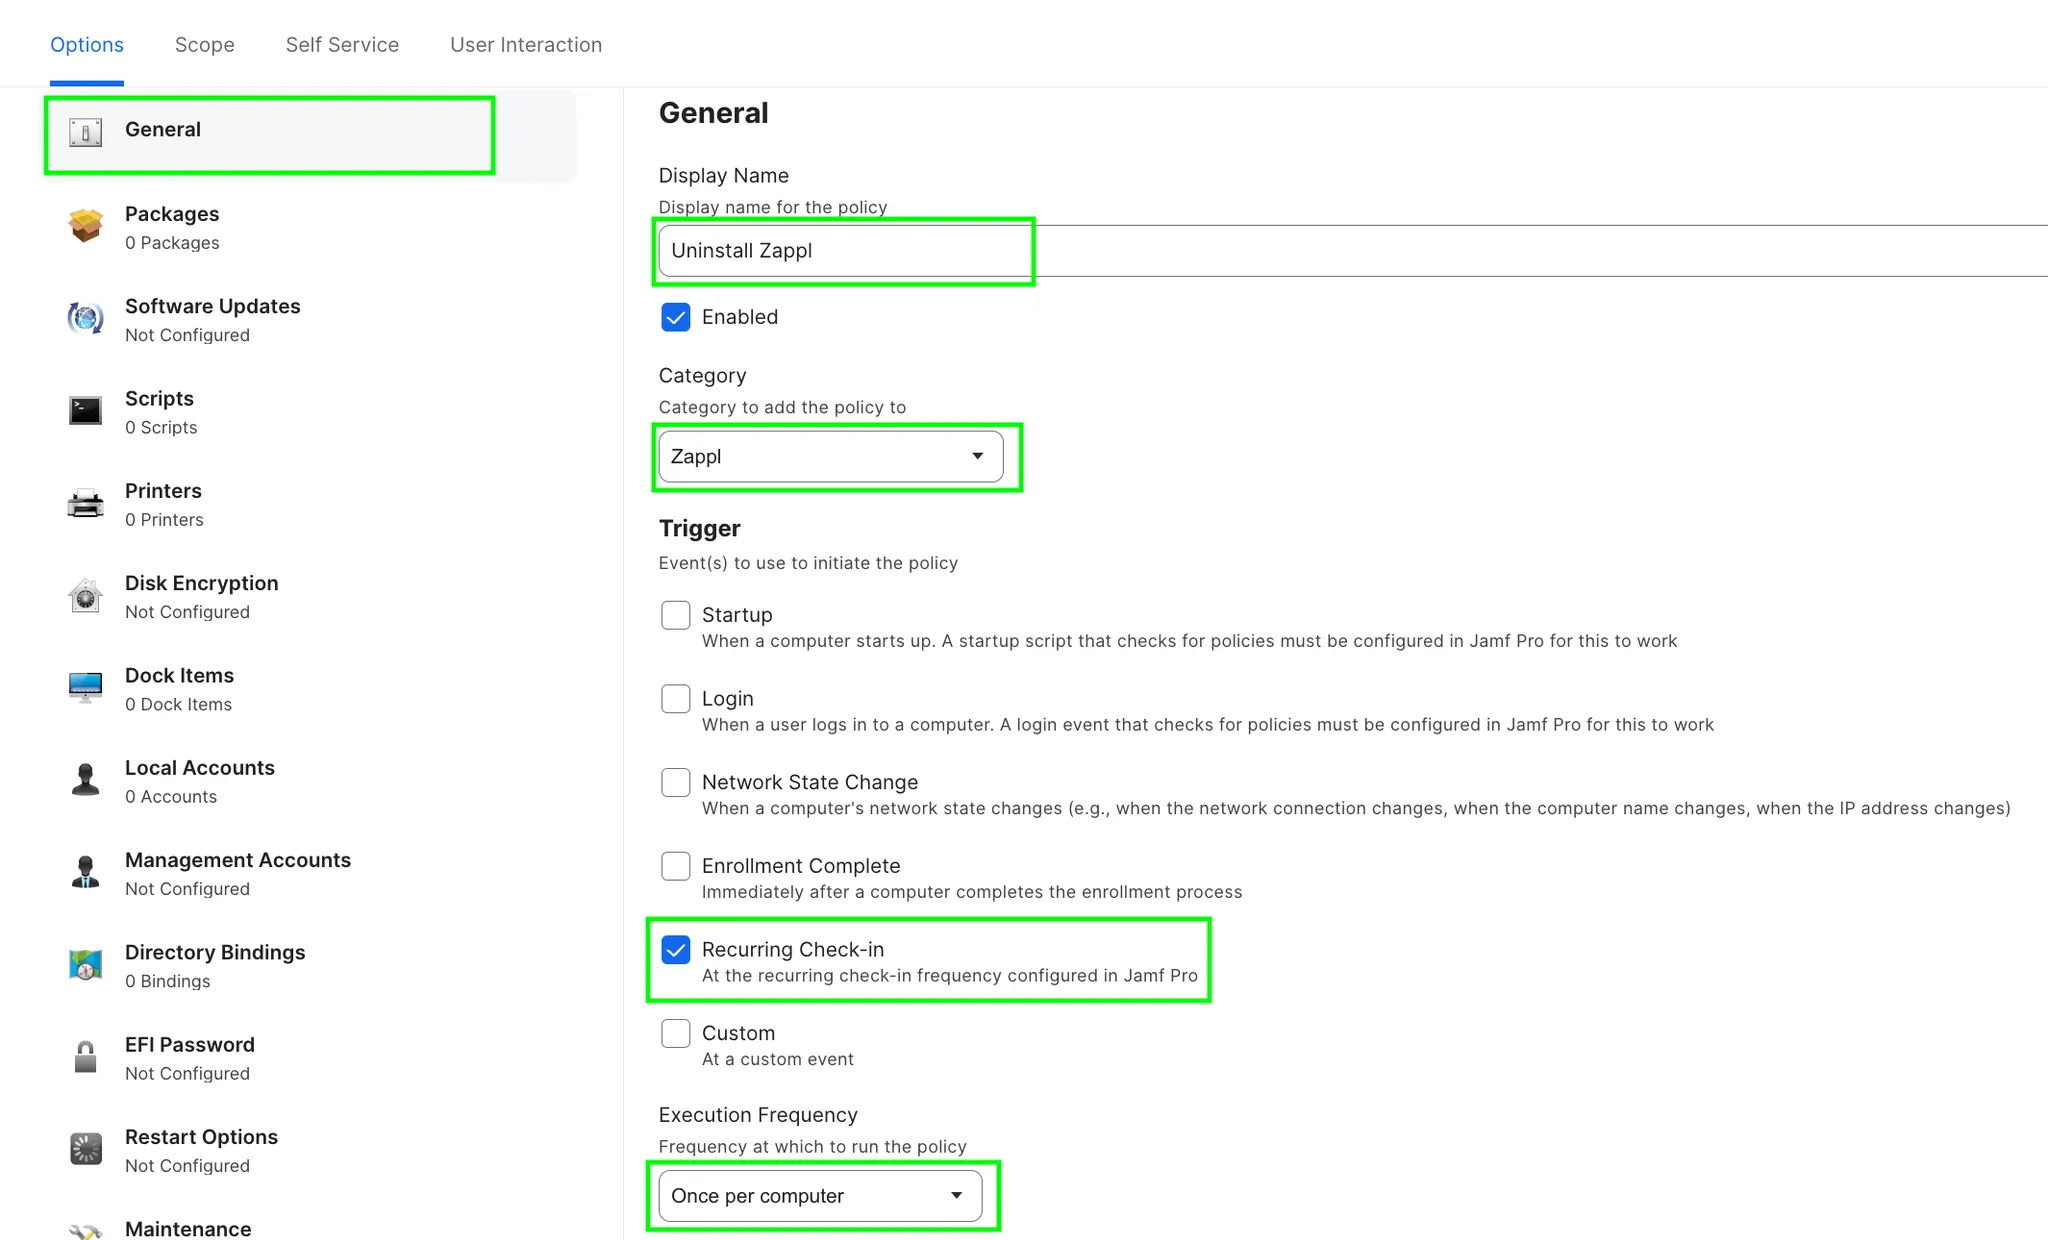 Options
Scope
Self Service
User Interaction
General
Packages
0 Packages
Software Updates
Not Configured
Scripts
0 Scripts
Printers
0 Printers
Disk Encryption
Not Configured
Dock Items
0 Dock Items
Local Accounts
0 Accounts
Management Accounts
Not Configured
Directory Bindings
0 Bindings
EFI Password
Not Configured
Restart Options
Not Configured
Maintenance
General
Display Name
Display name for the policy
Uninstall Zappl
Enabled
Category
Category to add the policy to
Zappl
Trigger
Event(s) to use to initiate the policy
Startup
When a computer starts up. A startup script that checks for policies must be configured in Jamf Pro for this to work
Login
When a user logs in to a computer. A login event that checks for policies must be configured in Jamf Pro for this to work
Network State Change
When a computer's network state changes (e.g., when the network connection changes, when the computer name changes, when the IP address changes)
Enrollment Complete
Immediately after a computer completes the enrollment process
Recurring Check-in
At the recurring check-in frequency configured in Jamf Pro
Custom
At a custom event
Execution Frequency
Frequency at which to run the policy
Once per computer